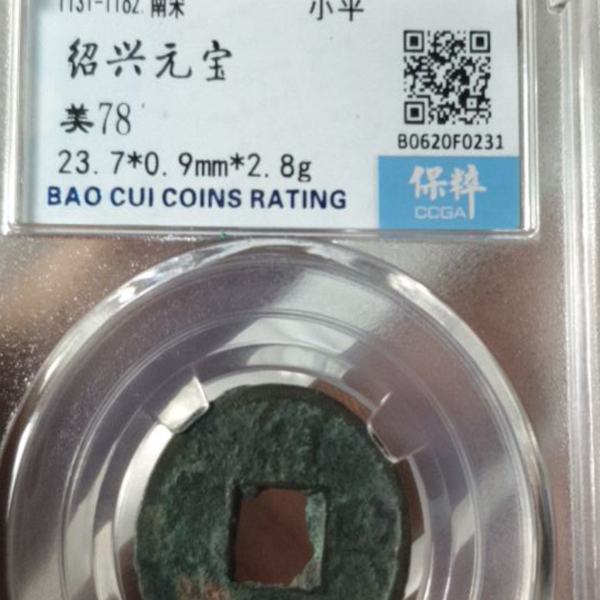 1131-1162.南宋
小平
绍兴元宝
美78
B0620F0231
23.7*0.9mm*2.8g
保粹
CCGA
BAO CUI COINS RATING